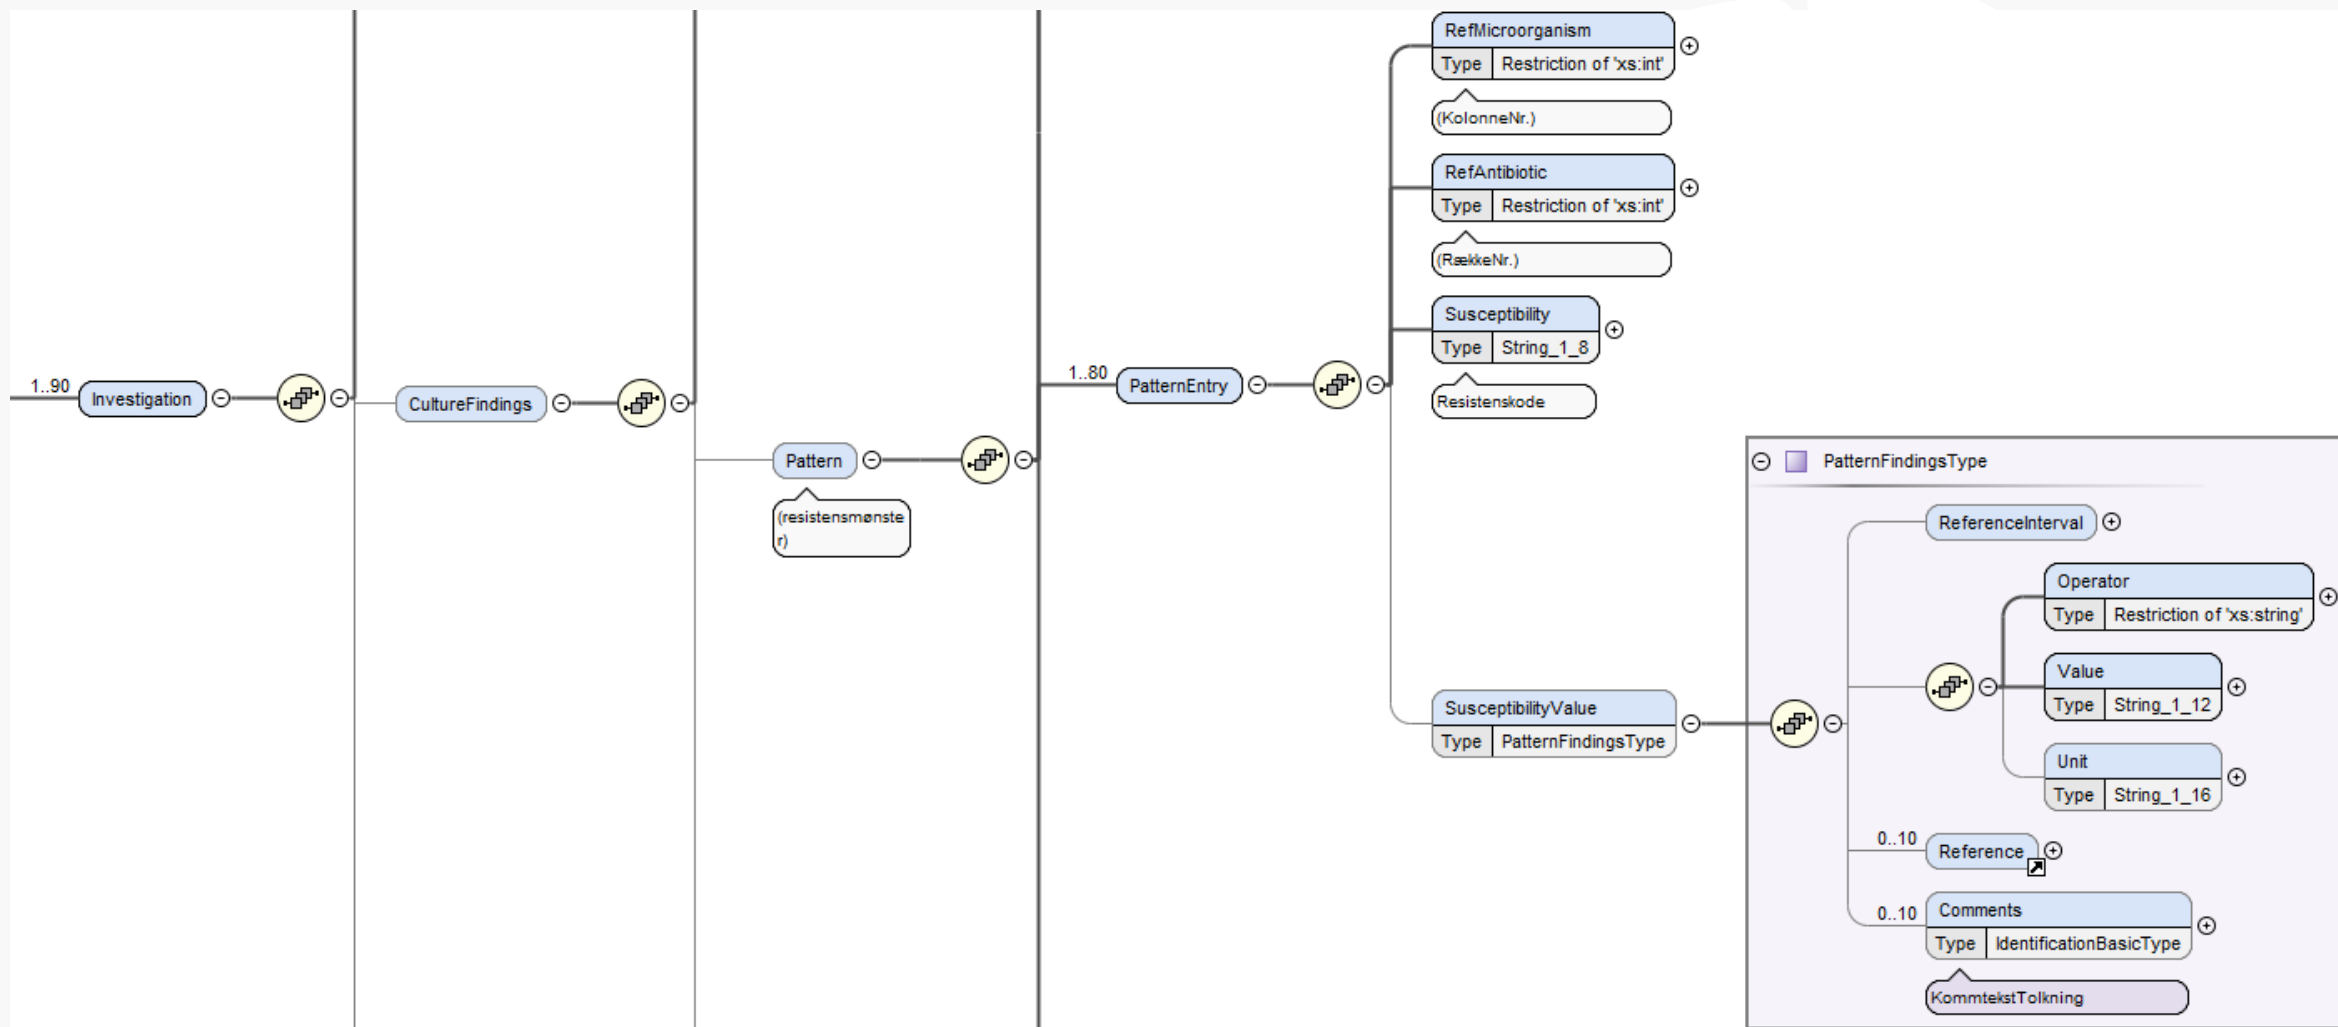 RefMicroorganism
Type Restriction of 'xs:int'
(KolonneNr.)
RefAntibiotic
Type Restriction of 'xs:int'
(RækkeNr.)
Susceptibility
Type String_1_8
Resistenskode
1..90 Investigation
CultureFindings
Pattern
(resistensmønste
r)
1..80 PatternEntry
SusceptibilityValue
Type PatternFindingsType
PatternFindingsType
ReferenceInterval
Operator
Type Restriction of 'xs:string'
Value
Type String_1_12
Unit
Type String_1_16
0..10 Reference
0..10 Comments
Type IdentificationBasicType
KommtekstTolkning